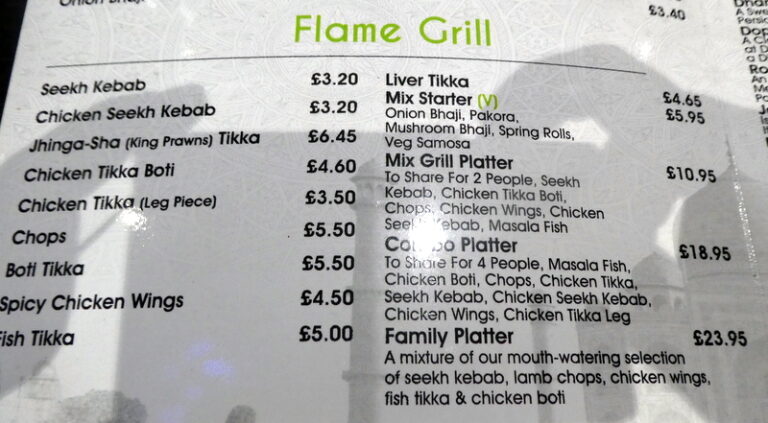 Onion Bhaji
£3.40
Flame Grill
Seekh Kebab £3.20
Chicken Seekh Kebab £3.20
Jhinga-Sha (King Prawns) Tikka £6.45
Chicken Tikka Boti £4.60
Chicken Tikka (Leg Piece) £3.50
Chops £5.50
Boti Tikka £5.50
Spicy Chicken Wings £4.50
Fish Tikka £5.00
Liver Tikka £4.65
Mix Starter (V) £5.95
Onion Bhaji, Pakora,
Mushroom Bhaji, Spring Rolls,
Veg Samosa
Mix Grill Platter £10.95
To Share For 2 People, Seekh
Kebab, Chicken Tikka Boti,
Chops, Chicken Wings, Chicken
Seekh Kebab, Masala Fish
Combo Platter £18.95
To Share For 4 People, Masala Fish,
Chicken Boti, Chops, Chicken Tikka,
Seekh Kebab, Chicken Seekh Kebab,
Chicken Wings, Chicken Tikka Leg
Family Platter £23.95
A mixture of our mouth-watering selection
of seekh kebab, lamb chops, chicken wings,
fish tikka & chicken boti